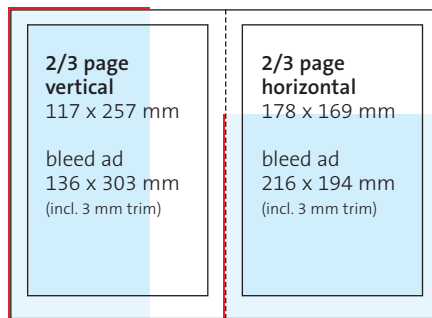 2/3 page
vertical
117 x 257 mm
bleed ad
136 x 303 mm
(incl. 3 mm trim)
2/3 page
horizontal
178 x 169 mm
bleed ad
216 x 194 mm
(incl. 3 mm trim)